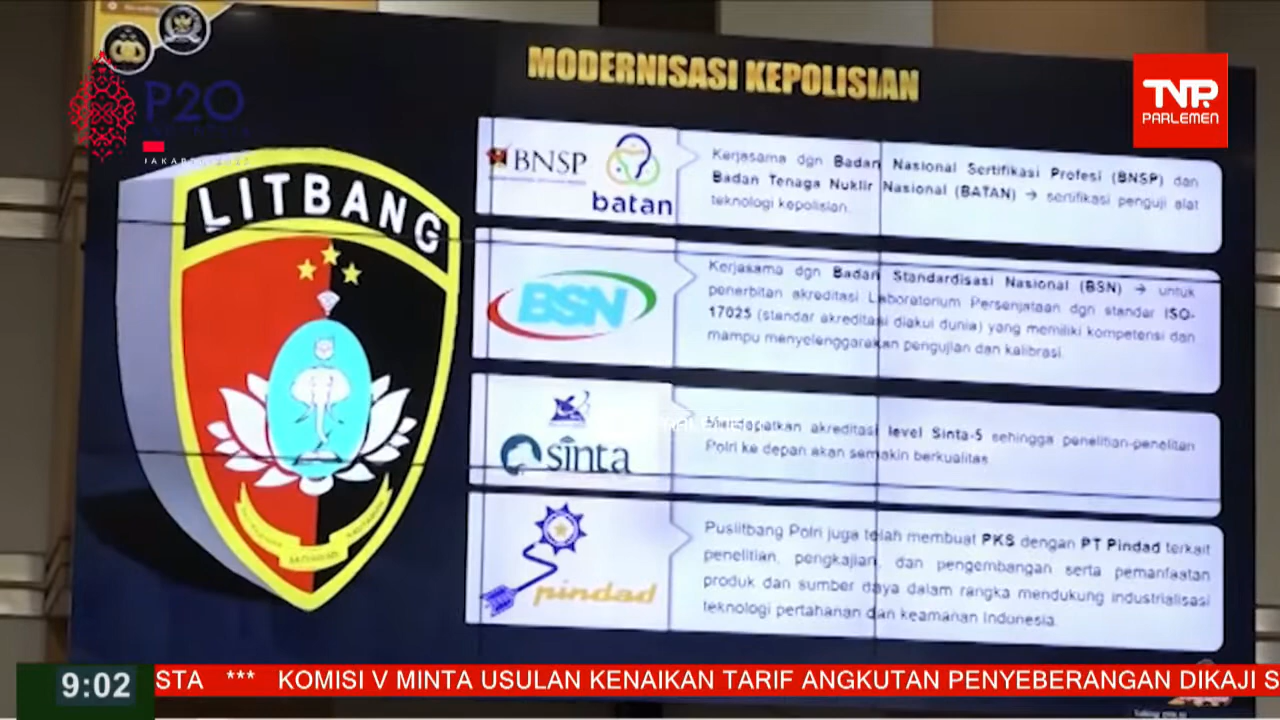 MODERNISASI KEPOLISIAN
TVP.
PARLEMEN
P20
LITBANG
BNSP
batan
Kerjasama dgn Badan Nasional Sertifikasi Profesi (BNSP) dan
Badan Tenaga Nuklir Nasional (BATAN) → sertifikasi penguji alat
teknologi kepolisian.
BSN
Kerjasama dgn Badan Standardisasi Nasional (BSN) → untuk
penerbitan akreditasi Laboratorium Persenjataan dgn standar ISO-
17025 (standar akreditasi diakui dunia) yang memiliki kompetensi dan
mampu menyelenggarakan pengujian dan kalibrasi.
sinta
Mendapatkan akreditasi level Sinta-5 sehingga penelitian-penelitan
Polri ke depan akan semakin berkualitas
pindad
Puslitbang Polri juga telah membuat PKS dengan PT Pindad terkait
penelitian, pengkajian, dan pengembangan serta pemanfaatan
produk dan sumber daya dalam rangka mendukung industrialisasi
teknologi pertahanan dan keamanan Indonesia.
9:02
STA *** KOMISI V MINTA USULAN KENAIKAN TARIF ANGKUTAN PENYEBERANGAN DIKAJI S